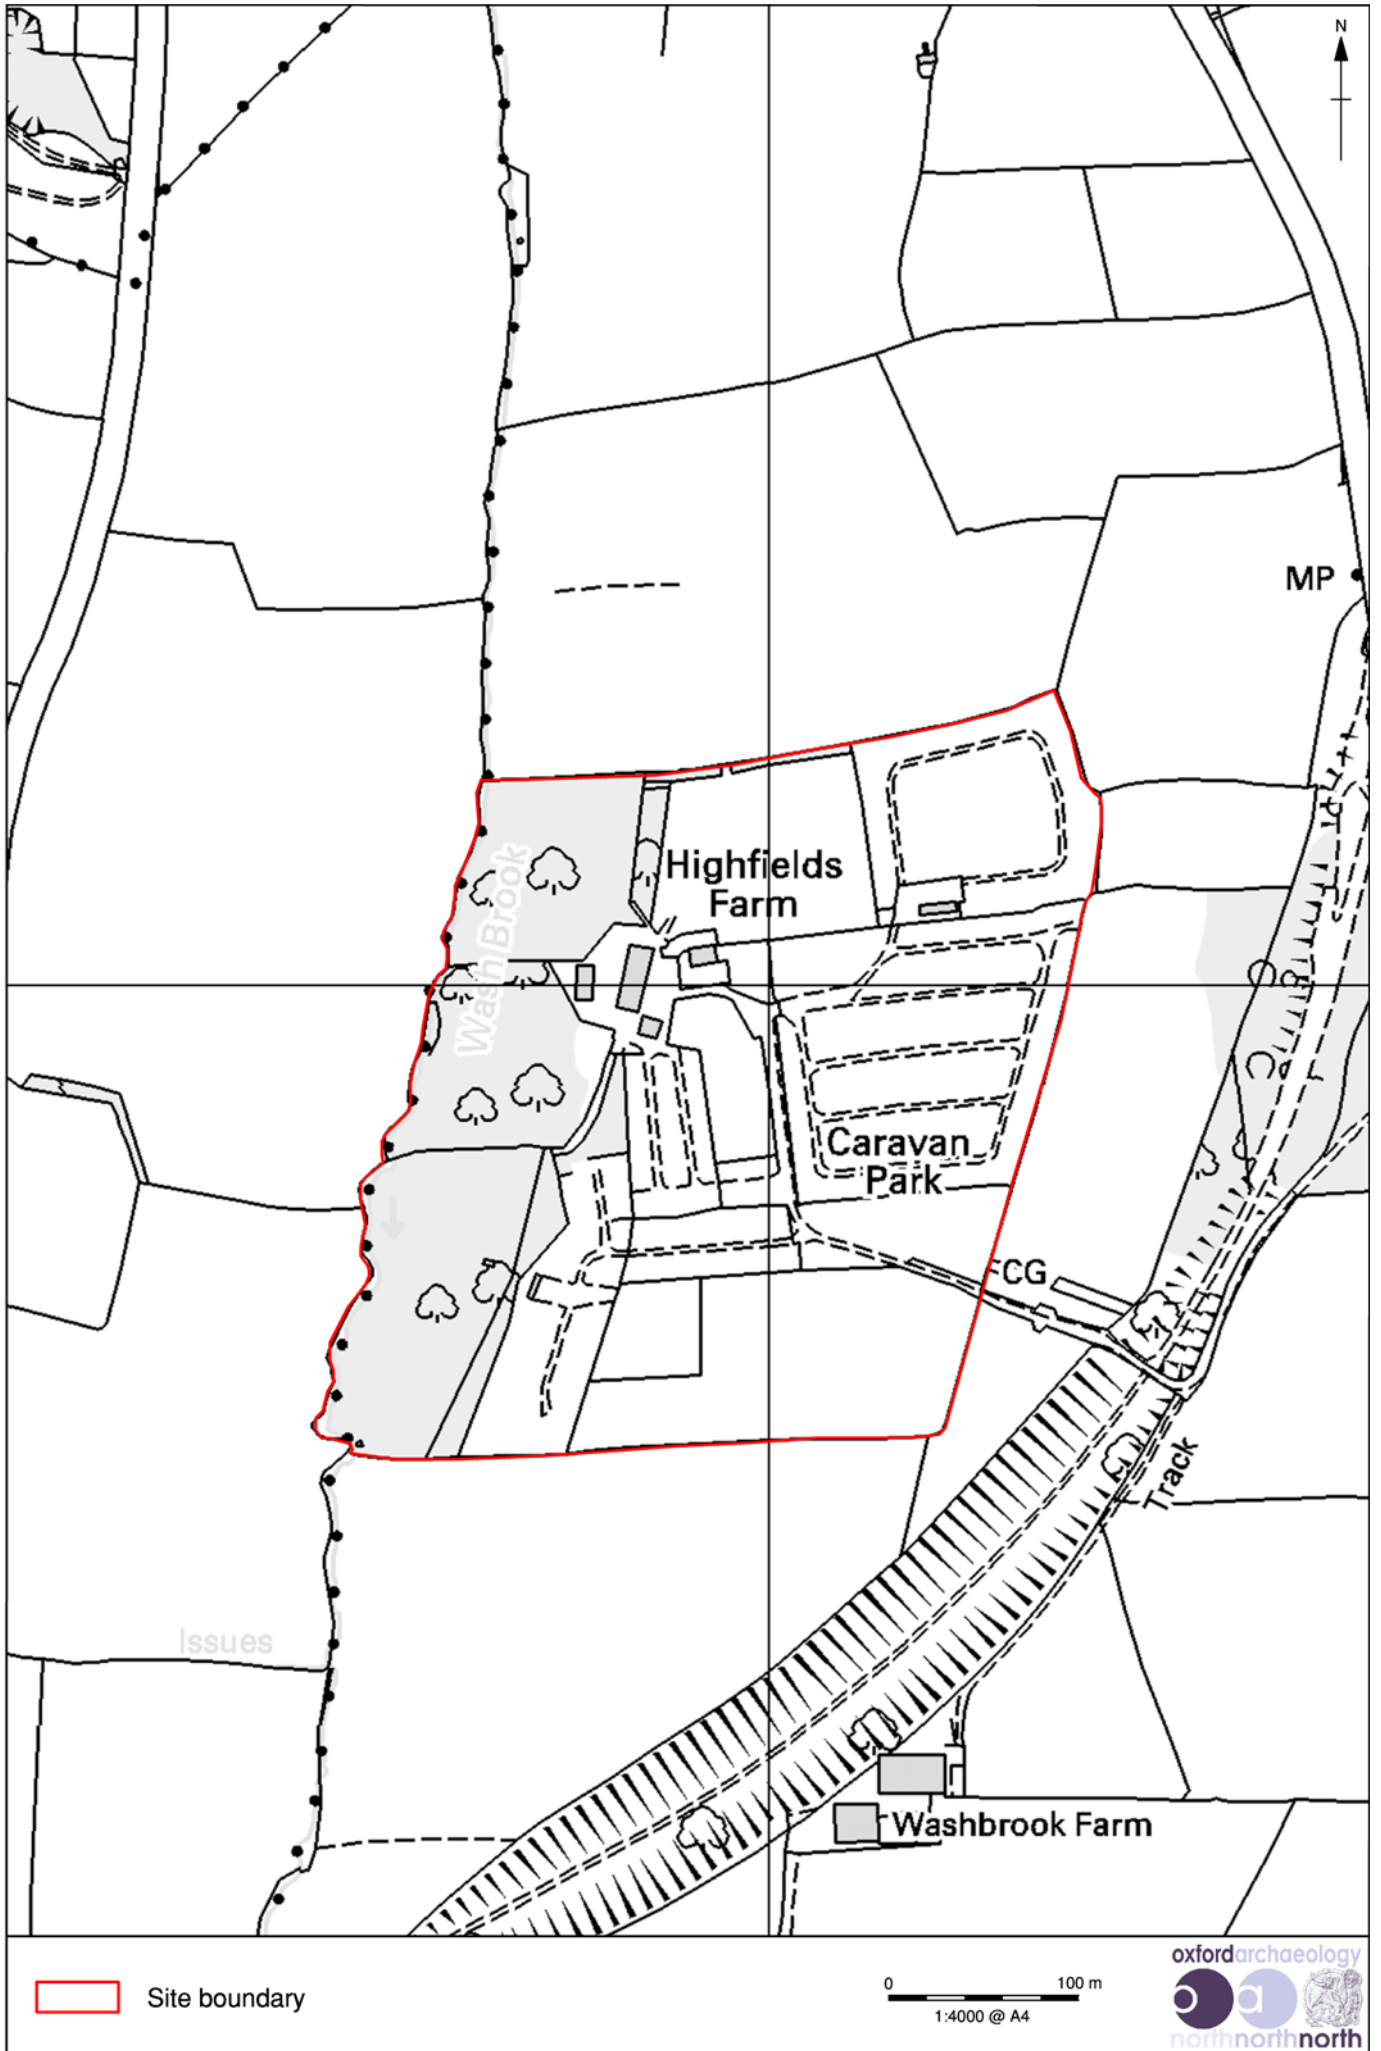 N
MP
Highfields
Farm
Wash Brook
Caravan
Park
CG
Track
Issues
Washbrook Farm
Site boundary
0 100 m
1:4000 @ A4
oxfordarchaeology
oa
northnorthnorth